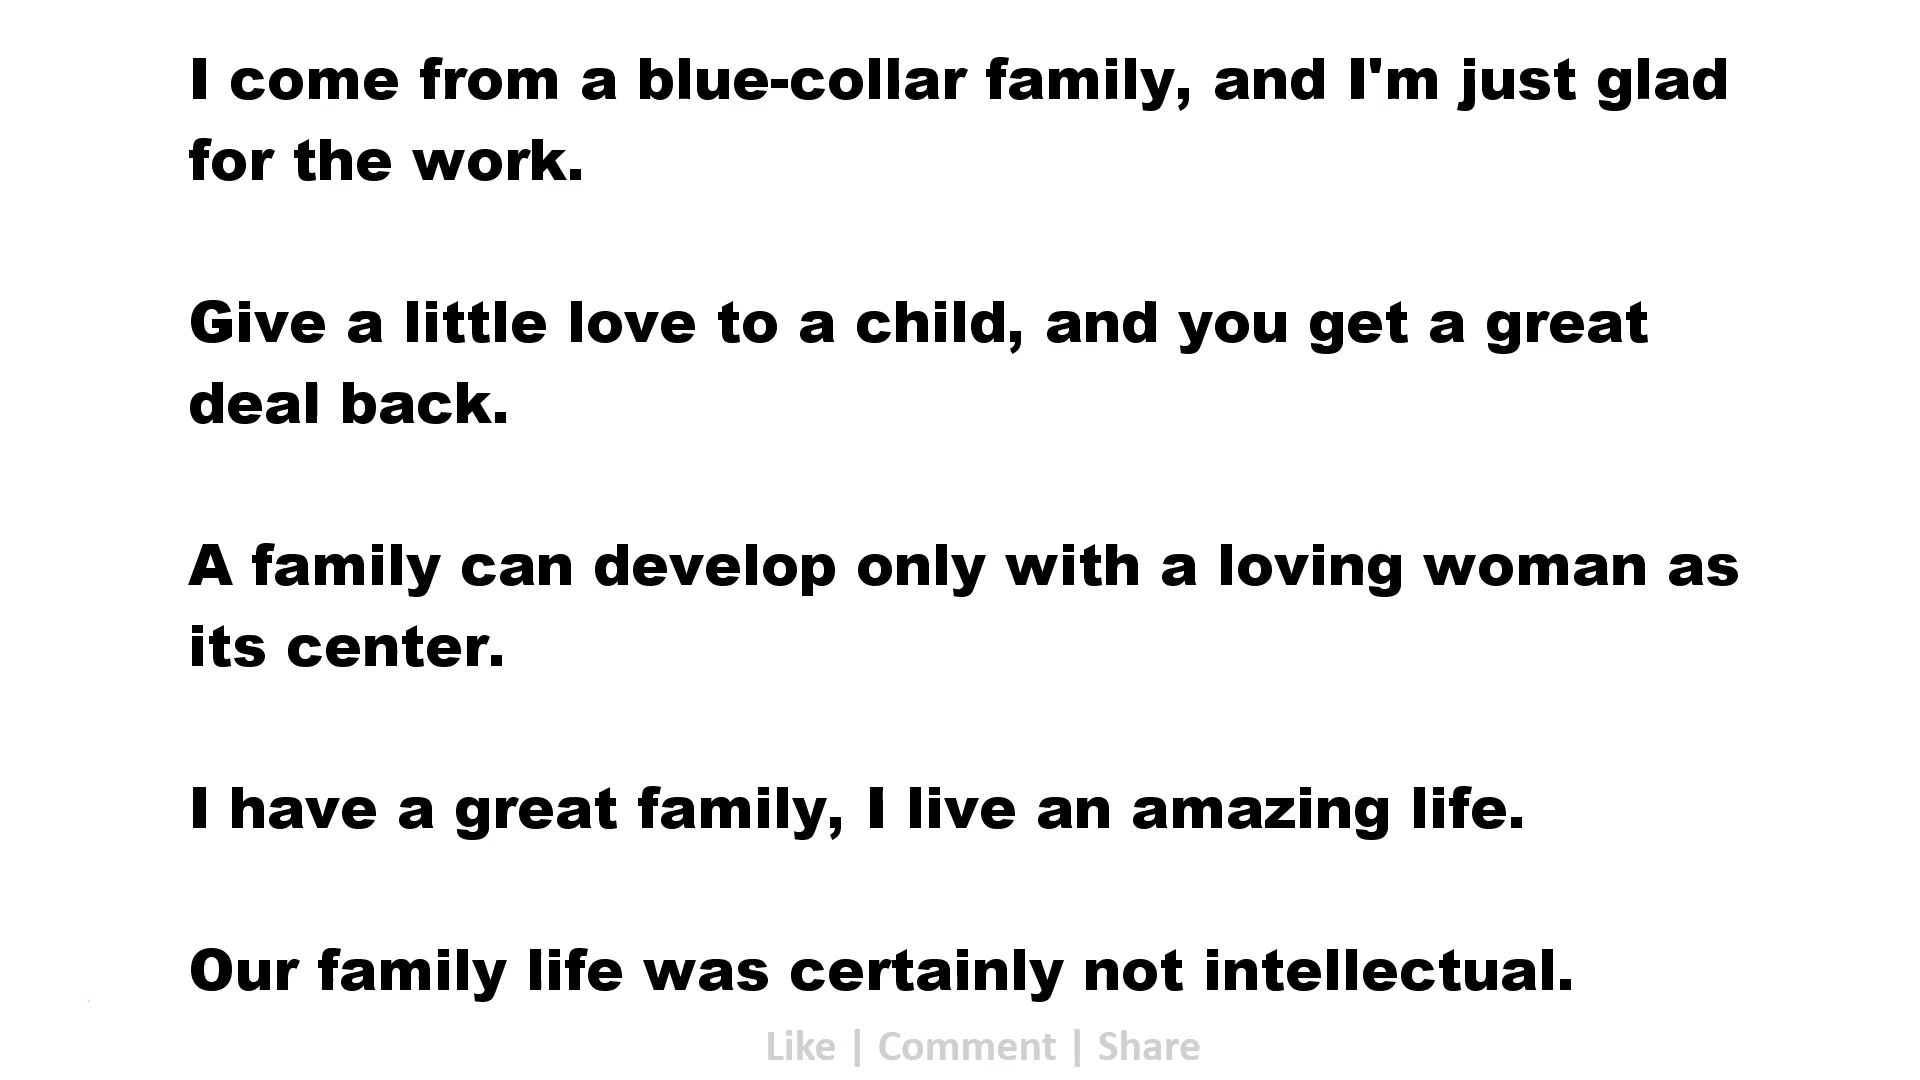 I come from a blue-collar family, and I'm just glad
for the work.
Give a little love to a child, and you get a great
deal back.
A family can develop only with a loving woman as
its center.
I have a great family, I live an amazing life.
Our family life was certainly not intellectual.
Like | Comment | Share